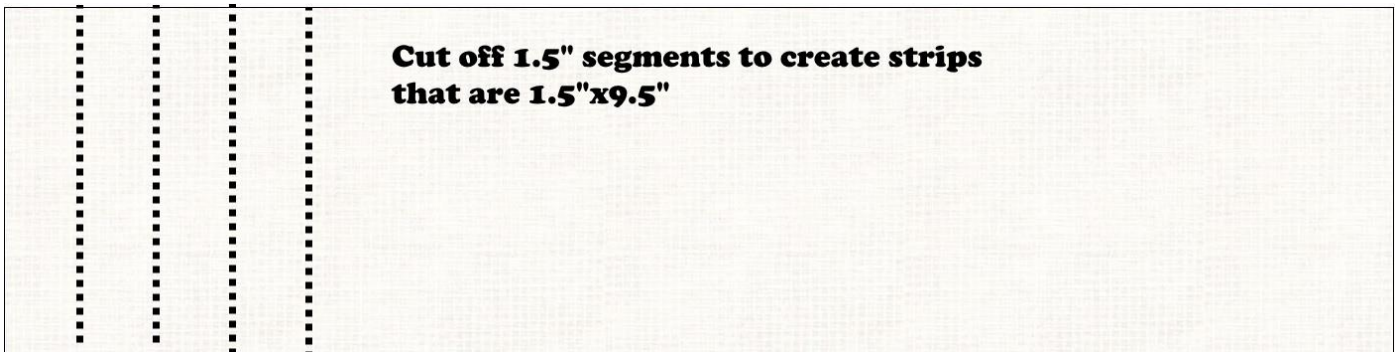 Cut off 1.5" segments to create strips
that are 1.5"x9.5"